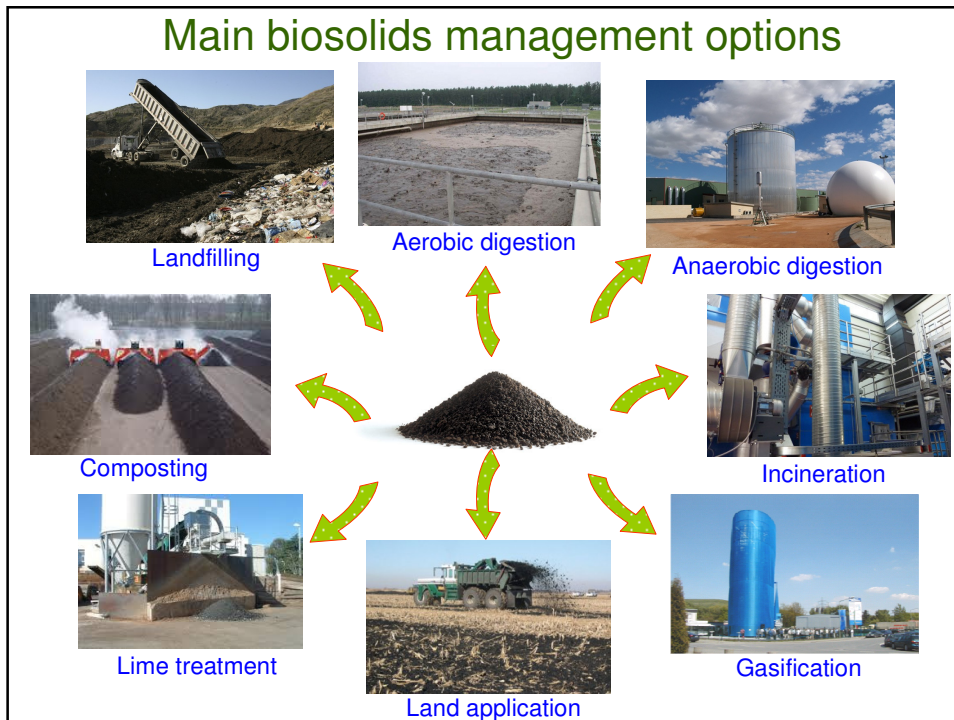 Main biosolids management options
Landfilling
Aerobic digestion
Anaerobic digestion
Composting
Incineration
Lime treatment
Land application
Gasification